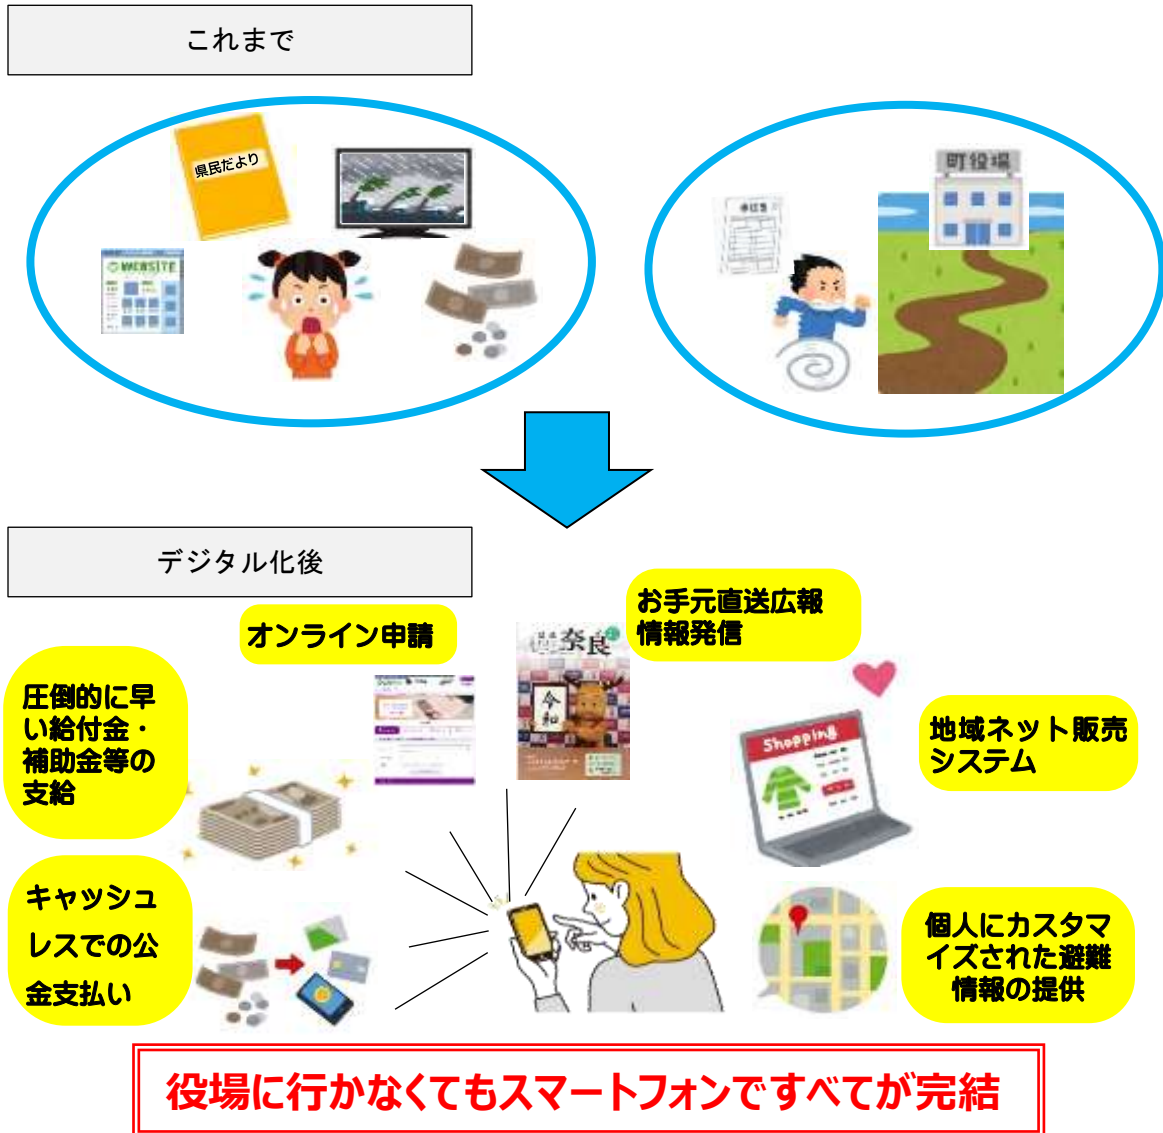 これまで
県民だより
WEBSITE
町役場
デジタル化後
オンライン申請
お手元直送広報
情報発信
奈良
令和
圧倒的に早
い給付金・
補助金等の
支給
Shopping
地域ネット販売
システム
キャッシュ
レスでの公
金支払い
個人にカスタマ
イズされた避難
情報の提供
役場に行かなくてもスマートフォンですべてが完結